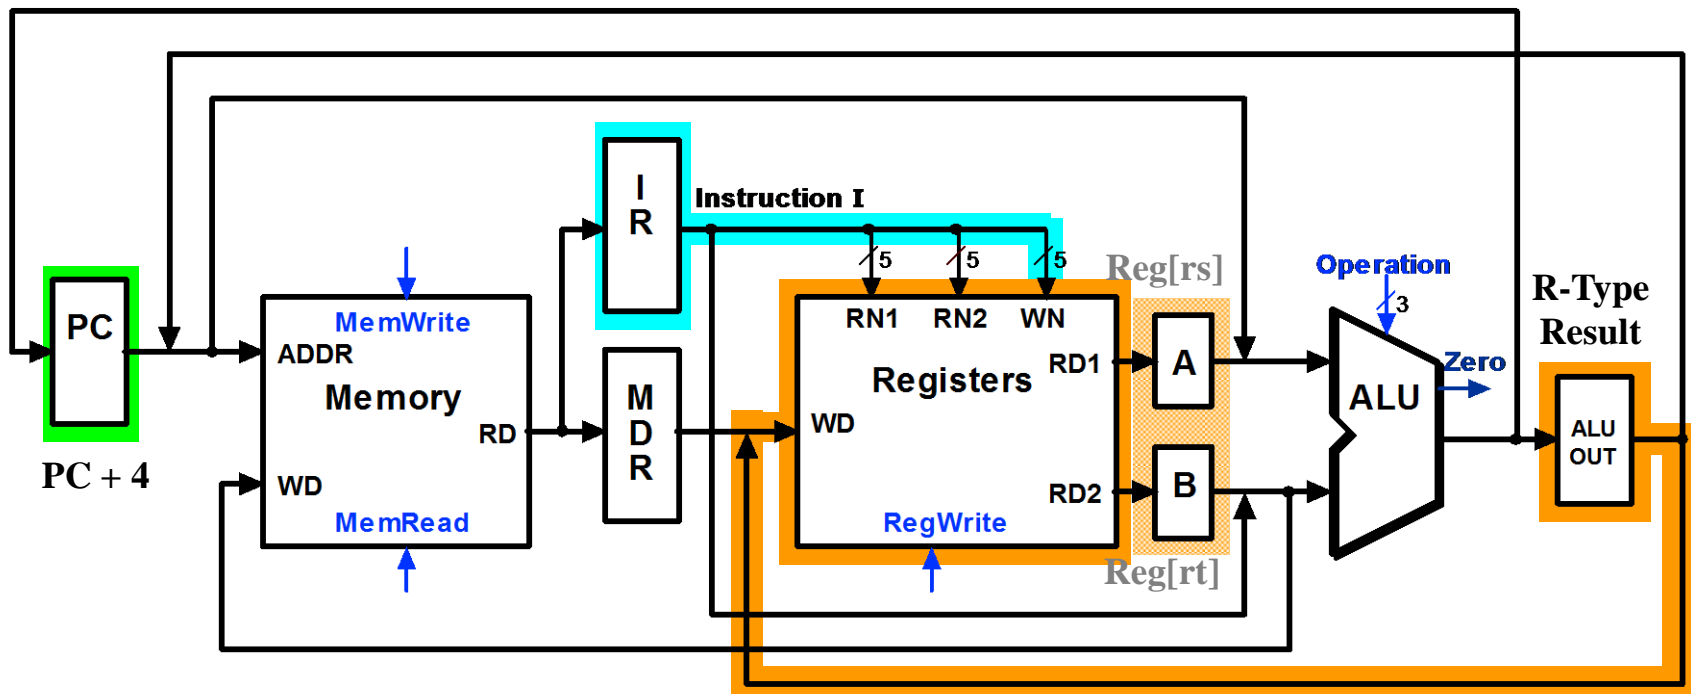 I
R
Instruction I
5
5
5
Reg[rs]
Operation
3
R-Type
Result
PC
MemWrite
ADDR
Memory
RD
WD
MemRead
PC + 4
M
D
R
RN1
RN2
WN
RD1
Registers
WD
RD2
RegWrite
A
B
Reg[rt]
Zero
ALU
ALU
OUT